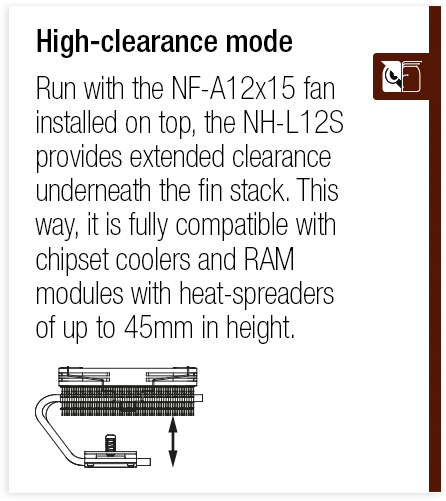 High-clearance mode
Run with the NF-A12x15 fan
installed on top, the NH-L12S
provides extended clearance
underneath the fin stack. This
way, it is fully compatible with
chipset coolers and RAM
modules with heat-spreaders
of up to 45mm in height.